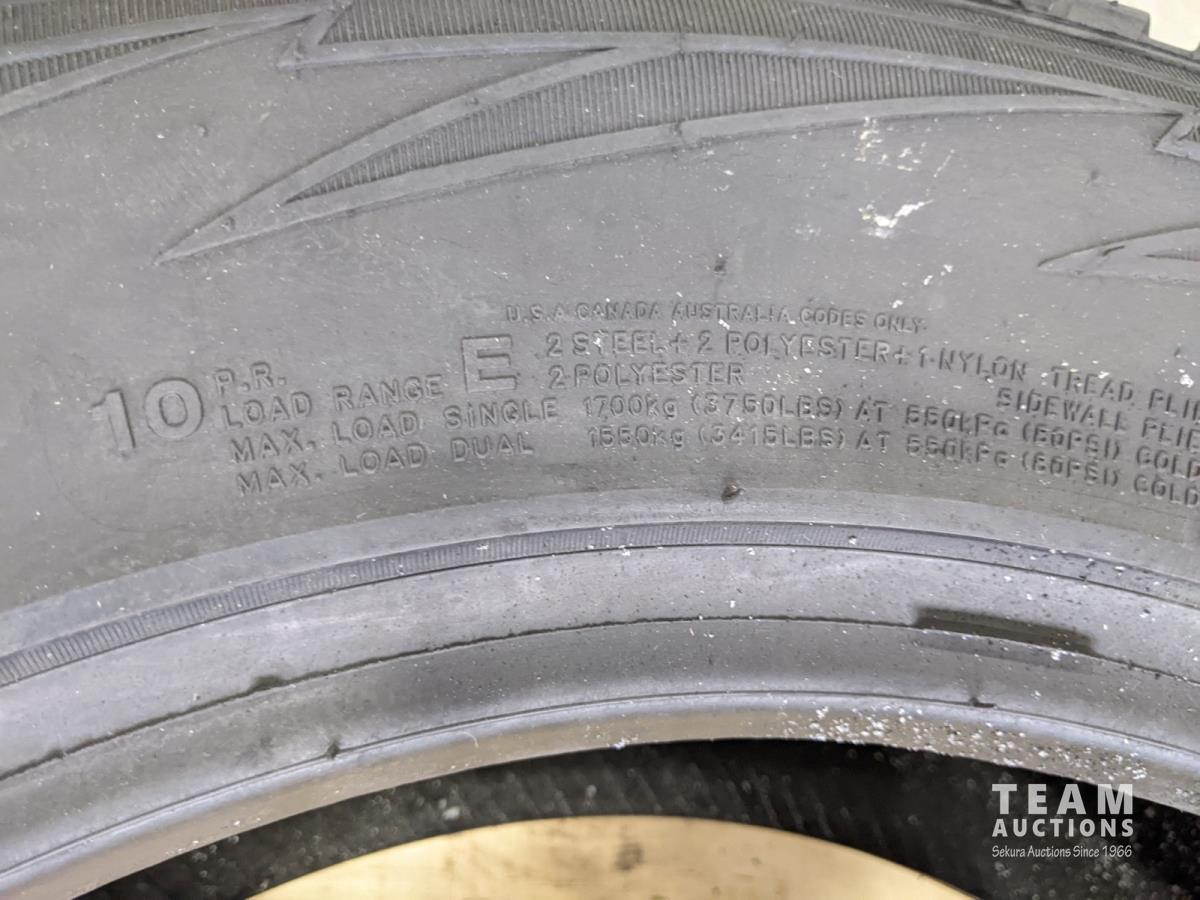 U.S.A. CANADA AUSTRALIA CODES ONLY
10 P.R.
LOAD RANGE E 2 STEEL + 2 POLYESTER + 1 NYLON TREAD
2 POLYESTER SIDEWALL
MAX. LOAD SINGLE 1700kg (3750LBS) AT 550kPa (80PSI) COLD
MAX. LOAD DUAL 1550kg (3415LBS) AT 550kPa (80PSI) COLD
TEAM
AUCTIONS
Sekura Auctions Since 1966